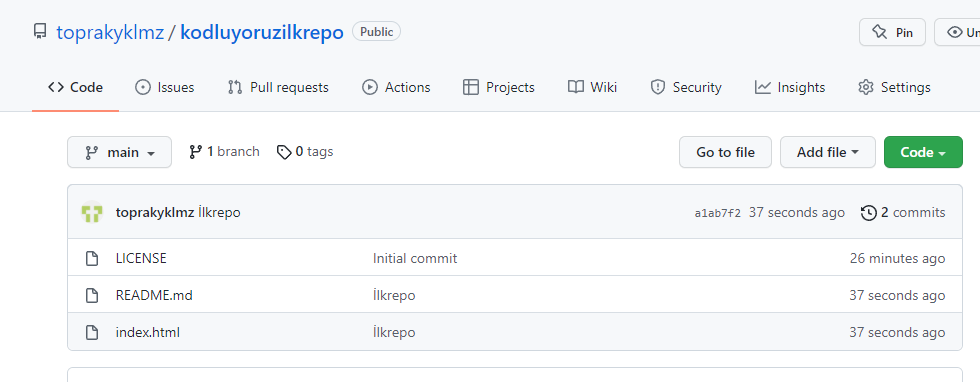 toprakyklmz / kodluyoruzilkrepo Public Pin Un
Code Issues Pull requests Actions Projects Wiki Security Insights Settings
main 1 branch 0 tags Go to file Add file Code
toprakyklmz İlkrepo a1ab7f2 37 seconds ago 2 commits
LICENSE Initial commit 26 minutes ago
README.md İlkrepo 37 seconds ago
index.html İlkrepo 37 seconds ago